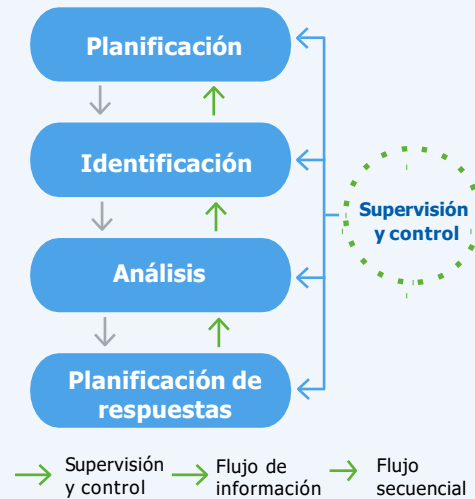 Planificación
Identificación
Supervisión
y control
Análisis
Planificación de
respuestas
Supervisión
y control
Flujo de
información
Flujo
secuencial